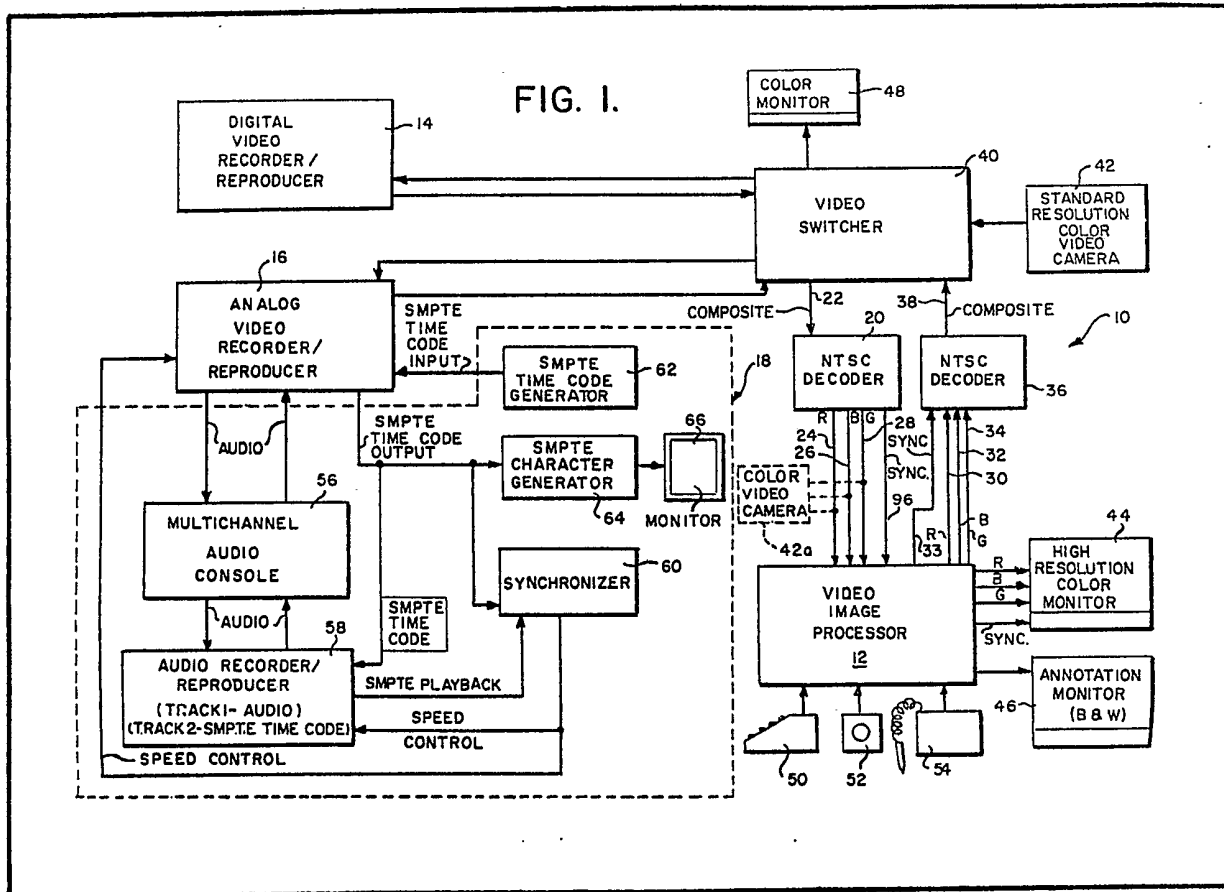 FIG. 1.
COLOR
MONITOR
48
DIGITAL
VIDEO
RECORDER/
REPRODUCER
14
40
VIDEO
SWITCHER
42
STANDARD
RESOLUTION
COLOR
VIDEO
CAMERA
16
ANALOG
VIDEO
RECORDER/
REPRODUCER
SMPTE
TIME
CODE
INPUT
22
COMPOSITE
38
COMPOSITE
10
20
NTSC
DECODER
NTSC
DECODER
36
SMPTE
TIME CODE
GENERATOR
62
18
R
B
G
24
26
28
SYNC
SYNC.
34
32
30
AUDIO
SMPTE
TIME CODE
OUTPUT
SMPTE
CHARACTER
GENERATOR
64
66
MONITOR
COLOR
VIDEO
CAMERA
42a
96
R
33
B
G
56
MULTICHANNEL
AUDIO
CONSOLE
SYNCHRONIZER
60
VIDEO
IMAGE
PROCESSOR
12
R
B
G
SYNC.
44
HIGH
RESOLUTION
COLOR
MONITOR
AUDIO
SMPTE
TIME
CODE
58
AUDIO RECORDER/
REPRODUCER
(TRACK1-AUDIO)
(TRACK2-SMPTE TIME CODE)
SMPTE PLAYBACK
SPEED
CONTROL
SPEED CONTROL
46
ANNOTATION
MONITOR
(B & W)
50
52
54